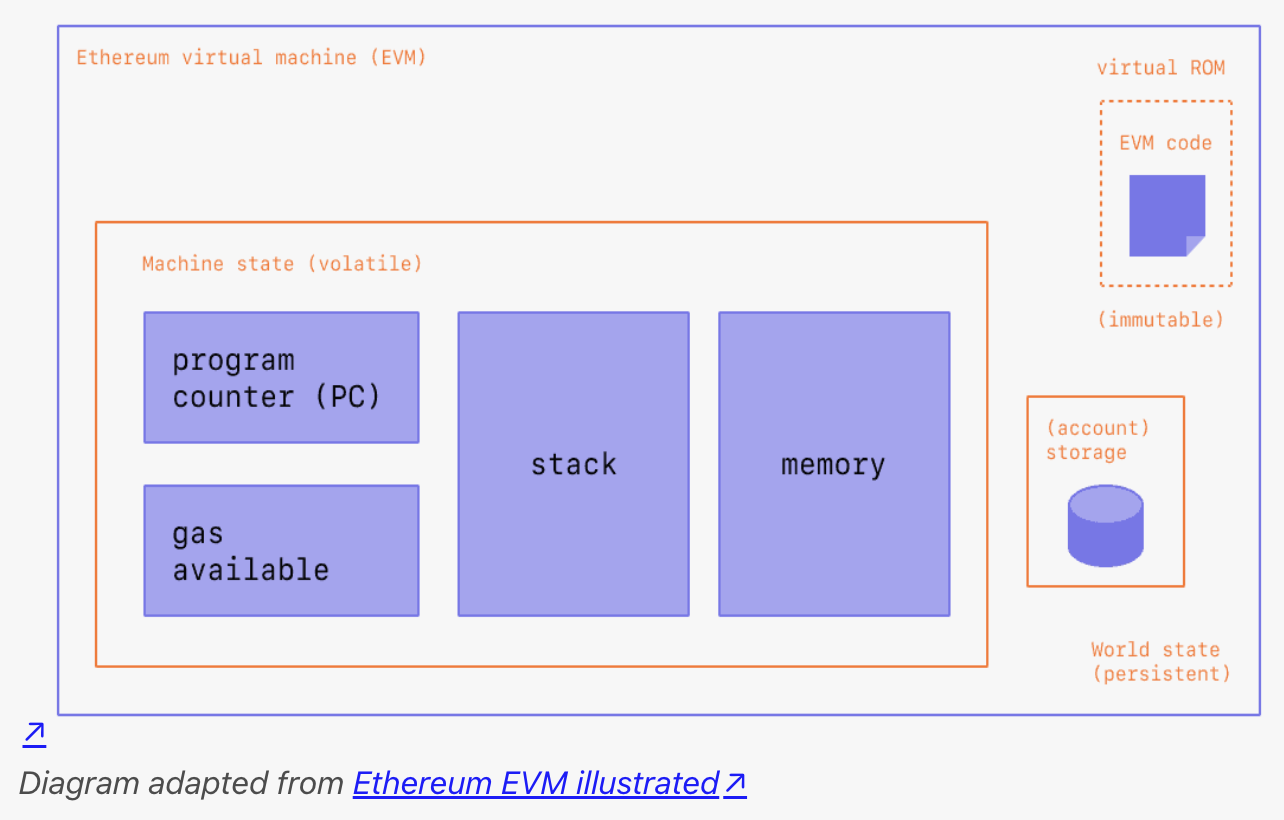 Ethereum virtual machine (EVM)
virtual ROM
EVM code
(immutable)
Machine state (volatile)
program
counter (PC)
gas
available
stack
memory
(account)
storage
World state
(persistent)
↗
Diagram adapted from Ethereum EVM illustrated ↗